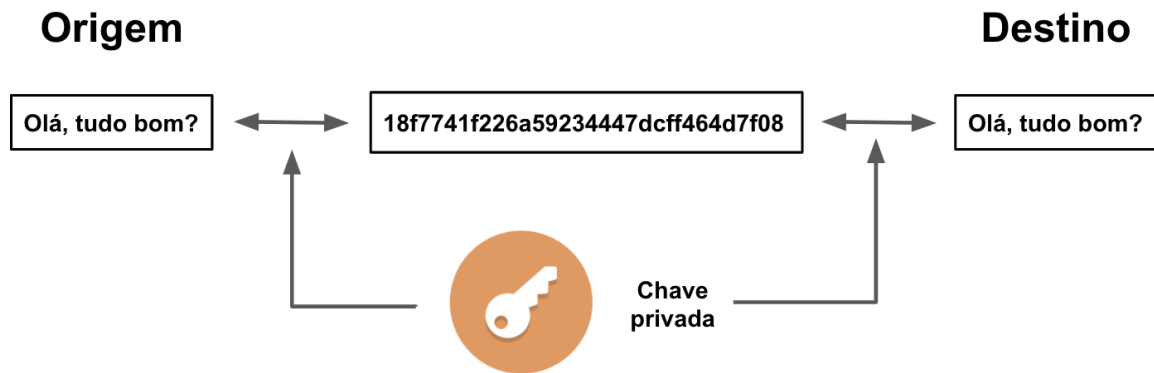 Origem
Destino
Olá, tudo bom?
18f7741f226a59234447dcff464d7f08
Olá, tudo bom?
Chave
privada